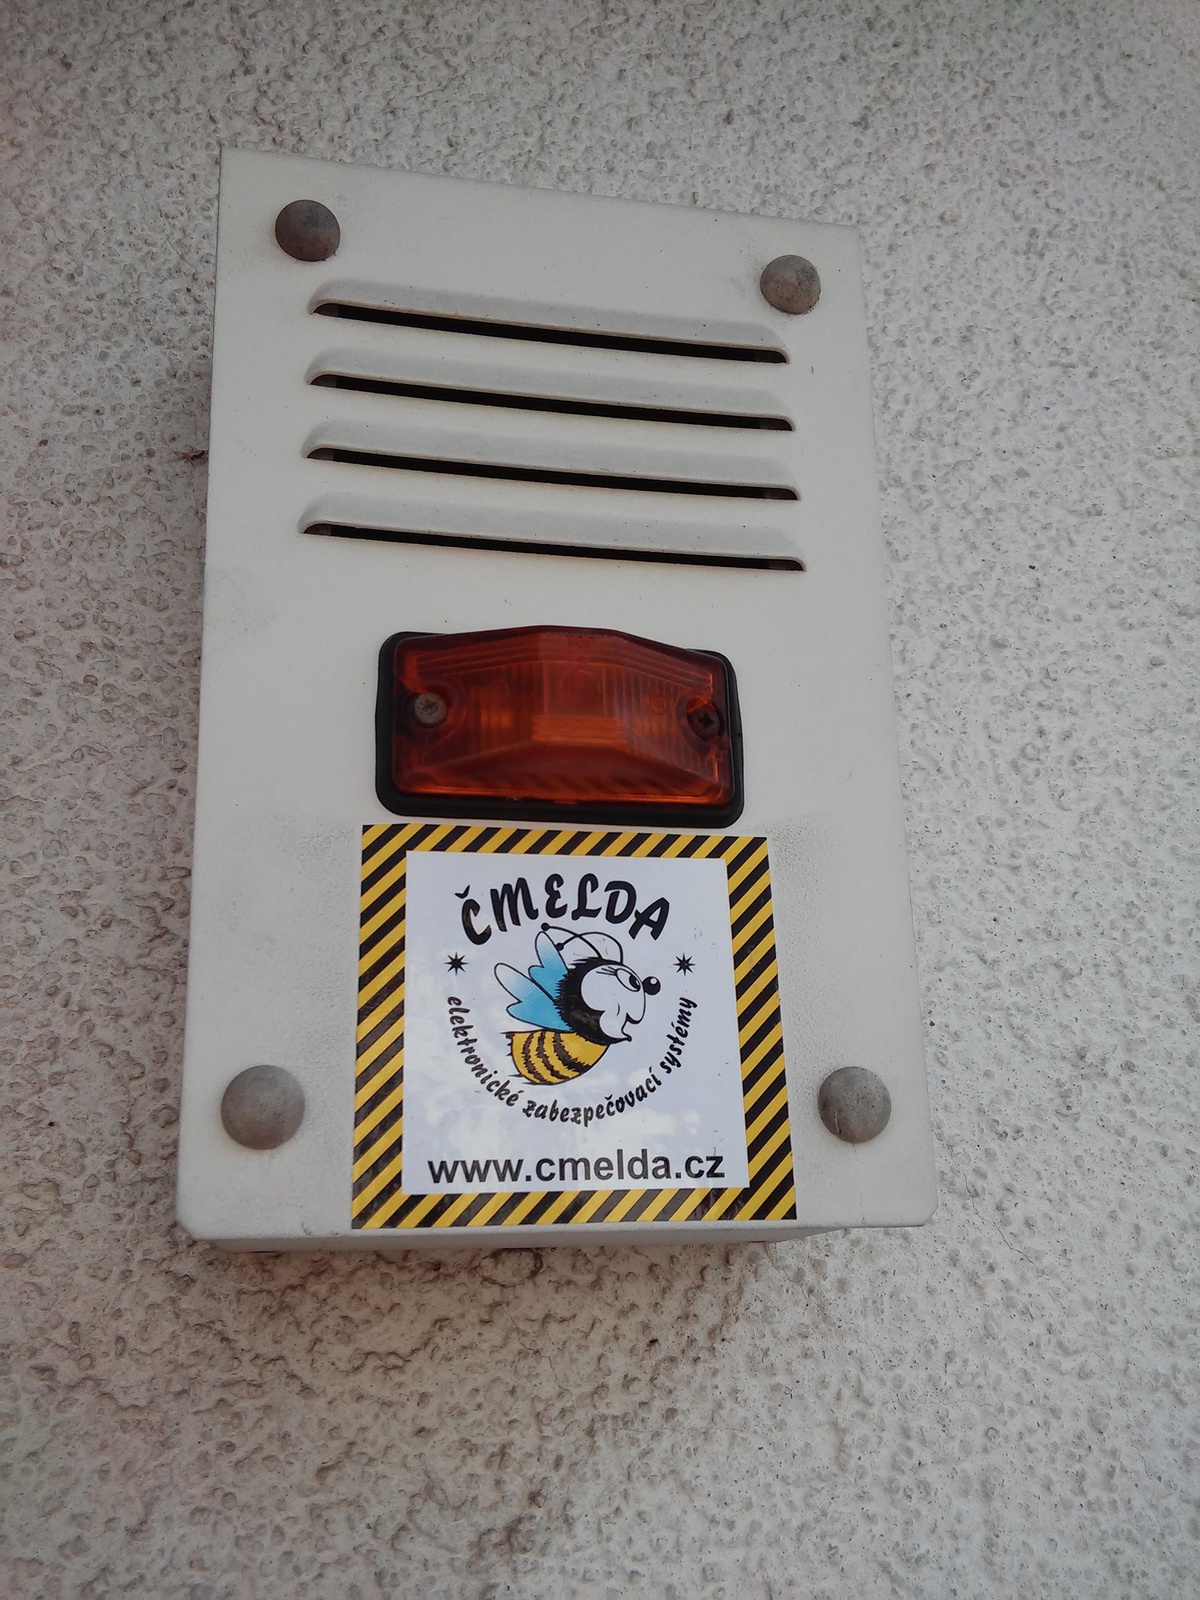 ČMELDA
elektronické zabezpečovací systémy
www.cmelda.cz